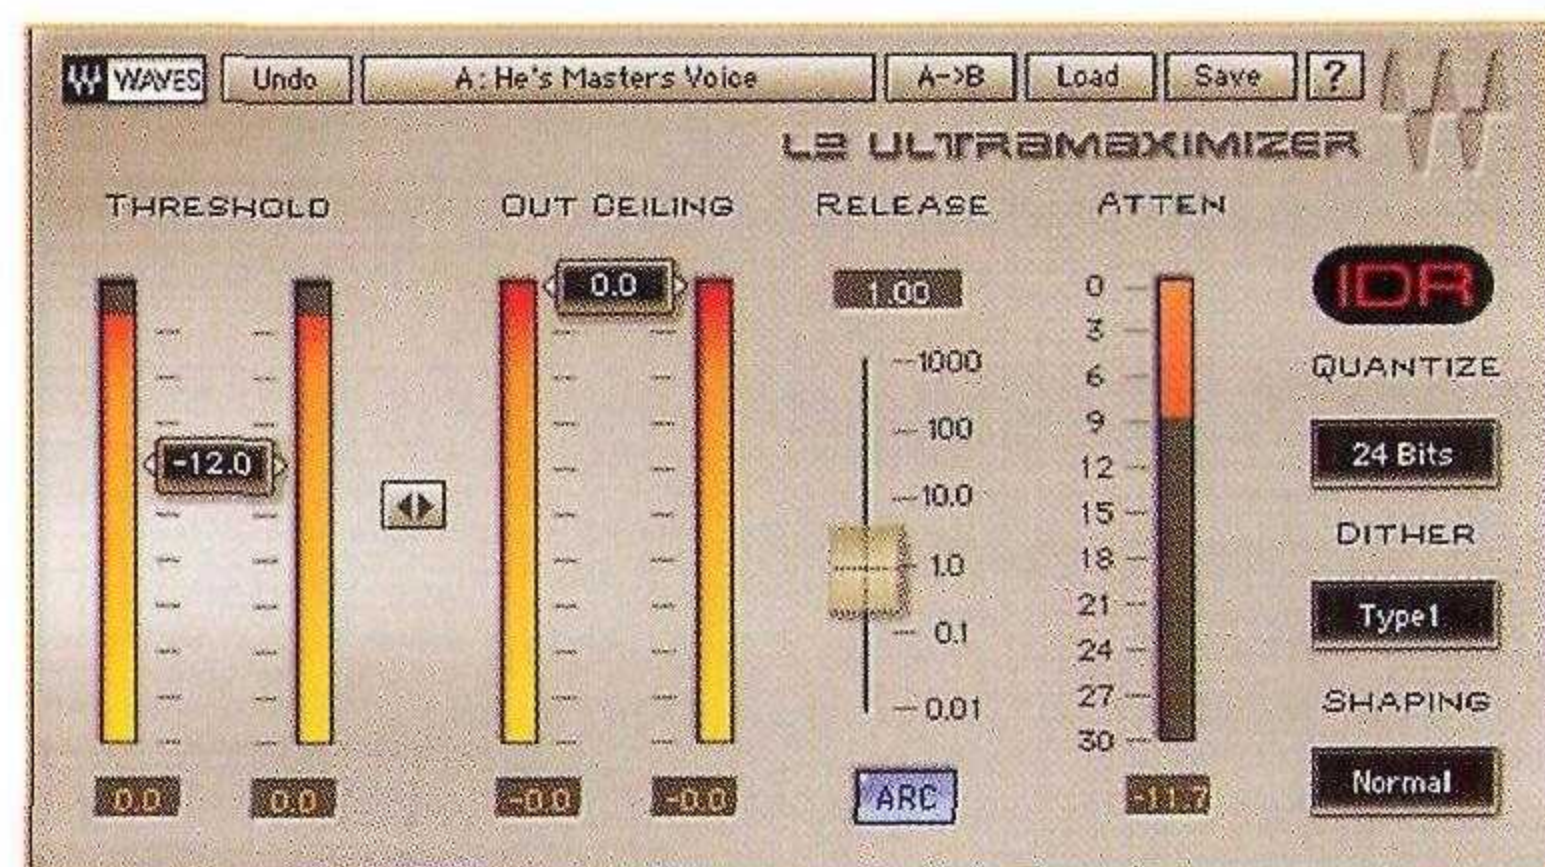 WAVES Undo A: He's Masters Voice A->B Load Save ?
L2 ULTRAMAXIMIZER
THRESHOLD OUT CEILING RELEASE ATTEN
0.0 1.00 0 IDR
3
1000 6 QUANTIZE
100 9
-12.0 12 24 Bits
10.0 15
DITHER
1.0 18
21 Type1
0.1 24
27 SHAPING
0.01 30
0.0 0.0 -0.0 -0.0 ARC -11.7 Normal